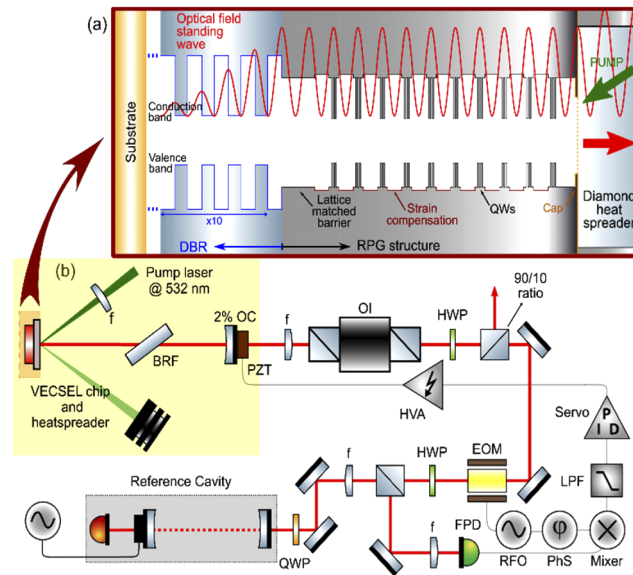 (a)
Optical field
standing
wave
PUMP
Substrate
Conduction
band
Valence
band
x10
Lattice
matched
barrier
Strain
compensation
QWs
Cap
Diamond
heat
spreader
DBR
RPG structure
(b)
Pump laser
@ 532 nm
f
2% OC
f
OI
HWP
90/10
ratio
BRF
PZT
VECSEL chip
and
heatspreader
HVA
Servo
P
I D
Reference Cavity
f
HWP
EOM
LPF
QWP
f
FPD
φ
RFO
PhS
Mixer